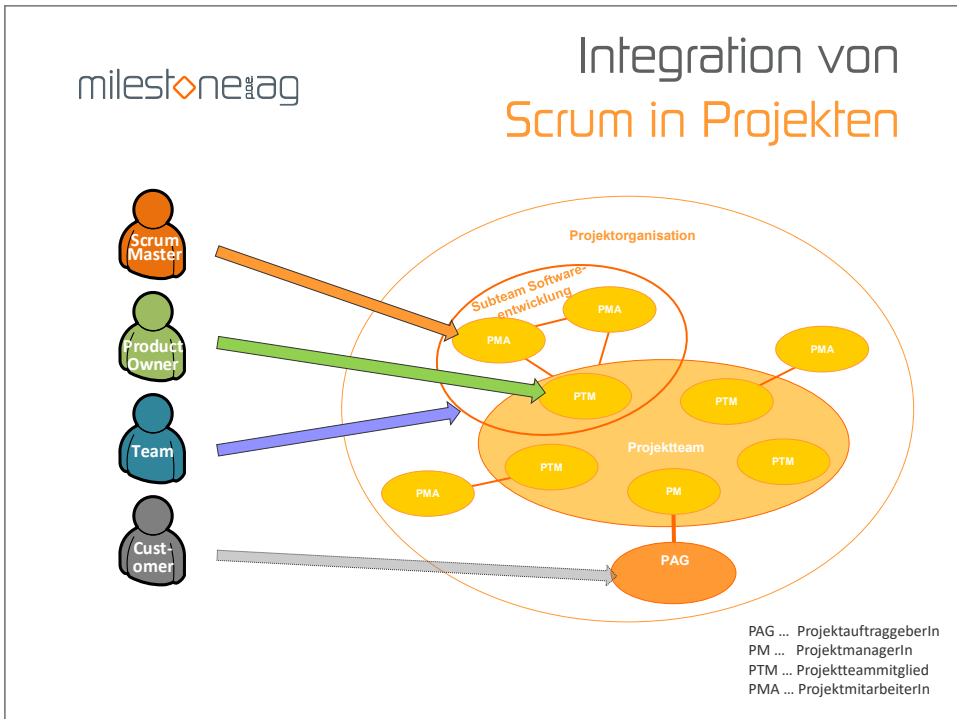 milestone ag
Integration von
Scrum in Projekten
Scrum
Master
Product
Owner
Team
Cust-
omer
Projektorganisation
Subteam Software-
entwicklung
PMA
PMA
PTM
PMA
PTM
Projektteam
PTM
PTM
PMA
PM
PAG
PAG ... ProjektauftraggeberIn
PM ... ProjektmanagerIn
PTM ... Projektteammitglied
PMA ... ProjektmitarbeiterIn